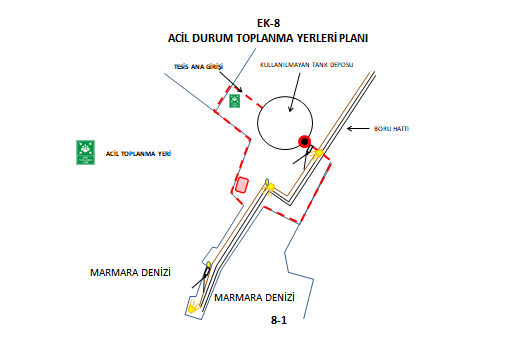 EK-8
ACİL DURUM TOPLANMA YERLERİ PLANI
TESİS ANA GİRİŞİ
KULLANILMAYAN TANK DEPOSU
BORU HATTI
ACİL TOPLANMA YERİ
MARMARA DENİZİ
MARMARA DENİZİ
8-1